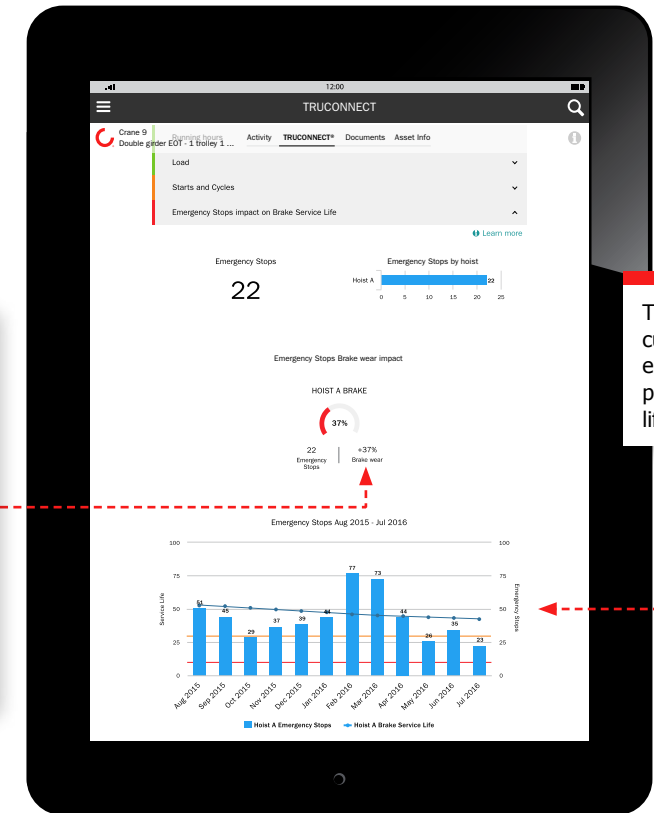 12:00
TRUCONNECT
Crane 9
Double girder EOT - 1 trolley 1 ...
Running hours
Activity TRUCONNECT® Documents Asset Info
Load
Starts and Cycles
Emergency Stops impact on Brake Service Life
Learn more
Emergency Stops
22
Emergency Stops by hoist
Hoist A
22
0 5 10 15 20 25
Emergency Stops Brake wear impact
HOIST A BRAKE
37%
22
Emergency
Stops
+37%
Brake wear
Emergency Stops Aug 2015 - Jul 2016
Service Life
100
75
50
25
0
51 45 29 37 39 44 77 73 44 26 35 23
100
75
50
25
0
Emergency Stops
Aug 2015 Sep 2015 Oct 2015 Nov 2015 Dec 2015 Jan 2016 Feb 2016 Mar 2016 Apr 2016 May 2016 Jun 2016 Jul 2016
Hoist A Emergency Stops Hoist A Brake Service Life